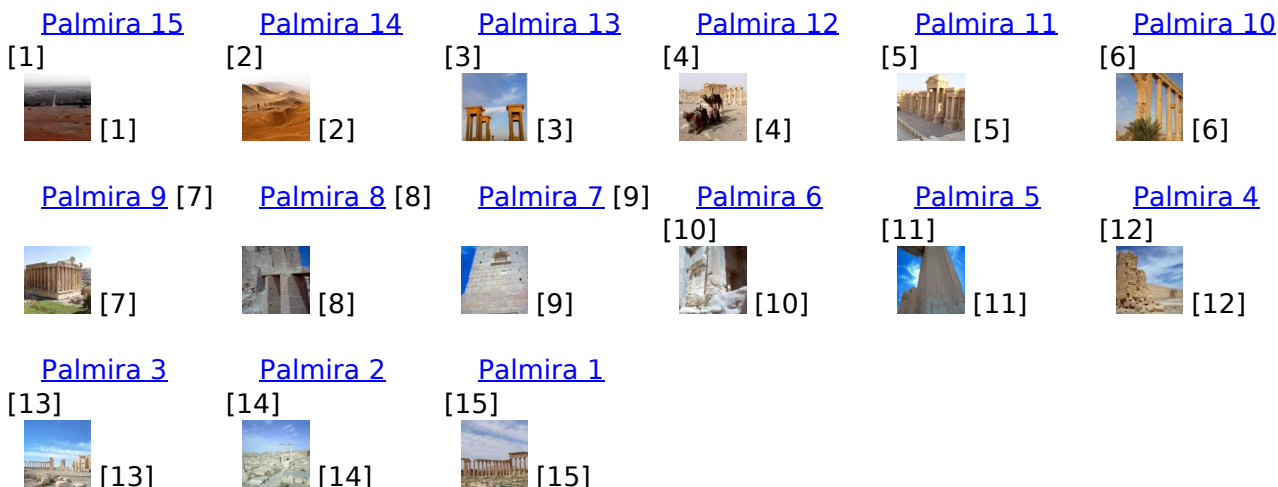 Palmira 15 Palmira 14 Palmira 13 Palmira 12 Palmira 11 Palmira 10
[1] [2] [3] [4] [5] [6]
[1] [2] [3] [4] [5] [6]
Palmira 9 [7] Palmira 8 [8] Palmira 7 [9] Palmira 6 Palmira 5 Palmira 4
[10] [11] [12]
[7] [8] [9] [10] [11] [12]
Palmira 3 Palmira 2 Palmira 1
[13] [14] [15]
[13] [14] [15]